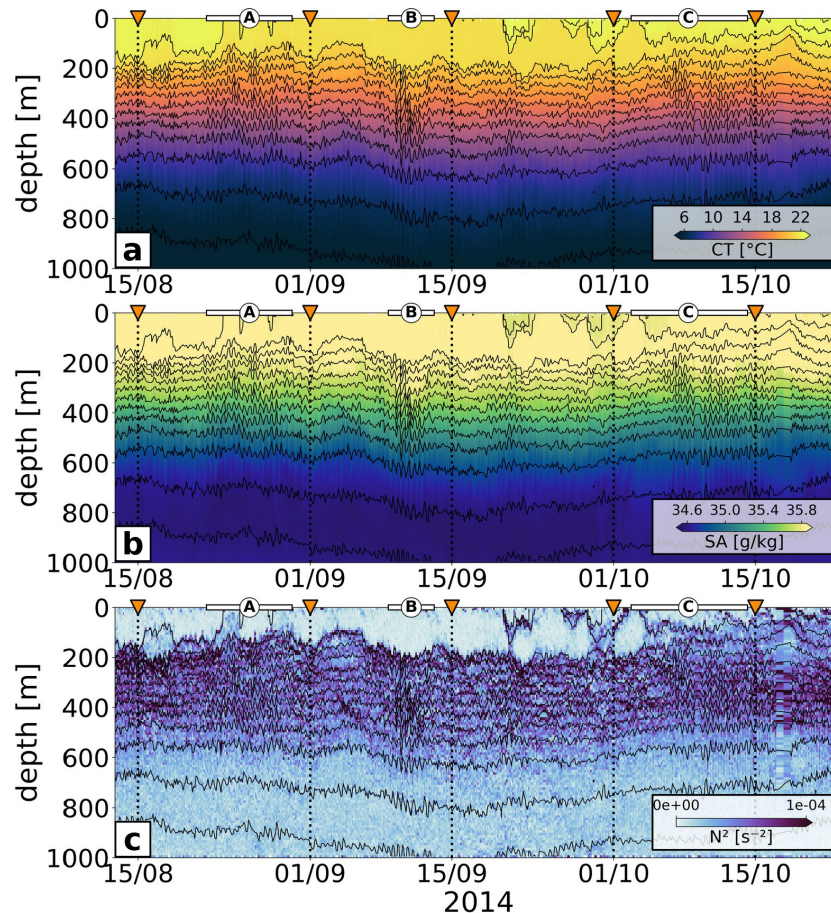 A B C
0
200
400
600
800
1000
depth [m]
6 10 14 18 22
CT [°C]
a
15/08 01/09 15/09 01/10 15/10
A B C
0
200
400
600
800
1000
depth [m]
34.6 35.0 35.4 35.8
SA [g/kg]
b
15/08 01/09 15/09 01/10 15/10
A B C
0
200
400
600
800
1000
depth [m]
0e+00 1e-04
N² [s⁻²]
c
15/08 01/09 15/09 01/10 15/10
2014